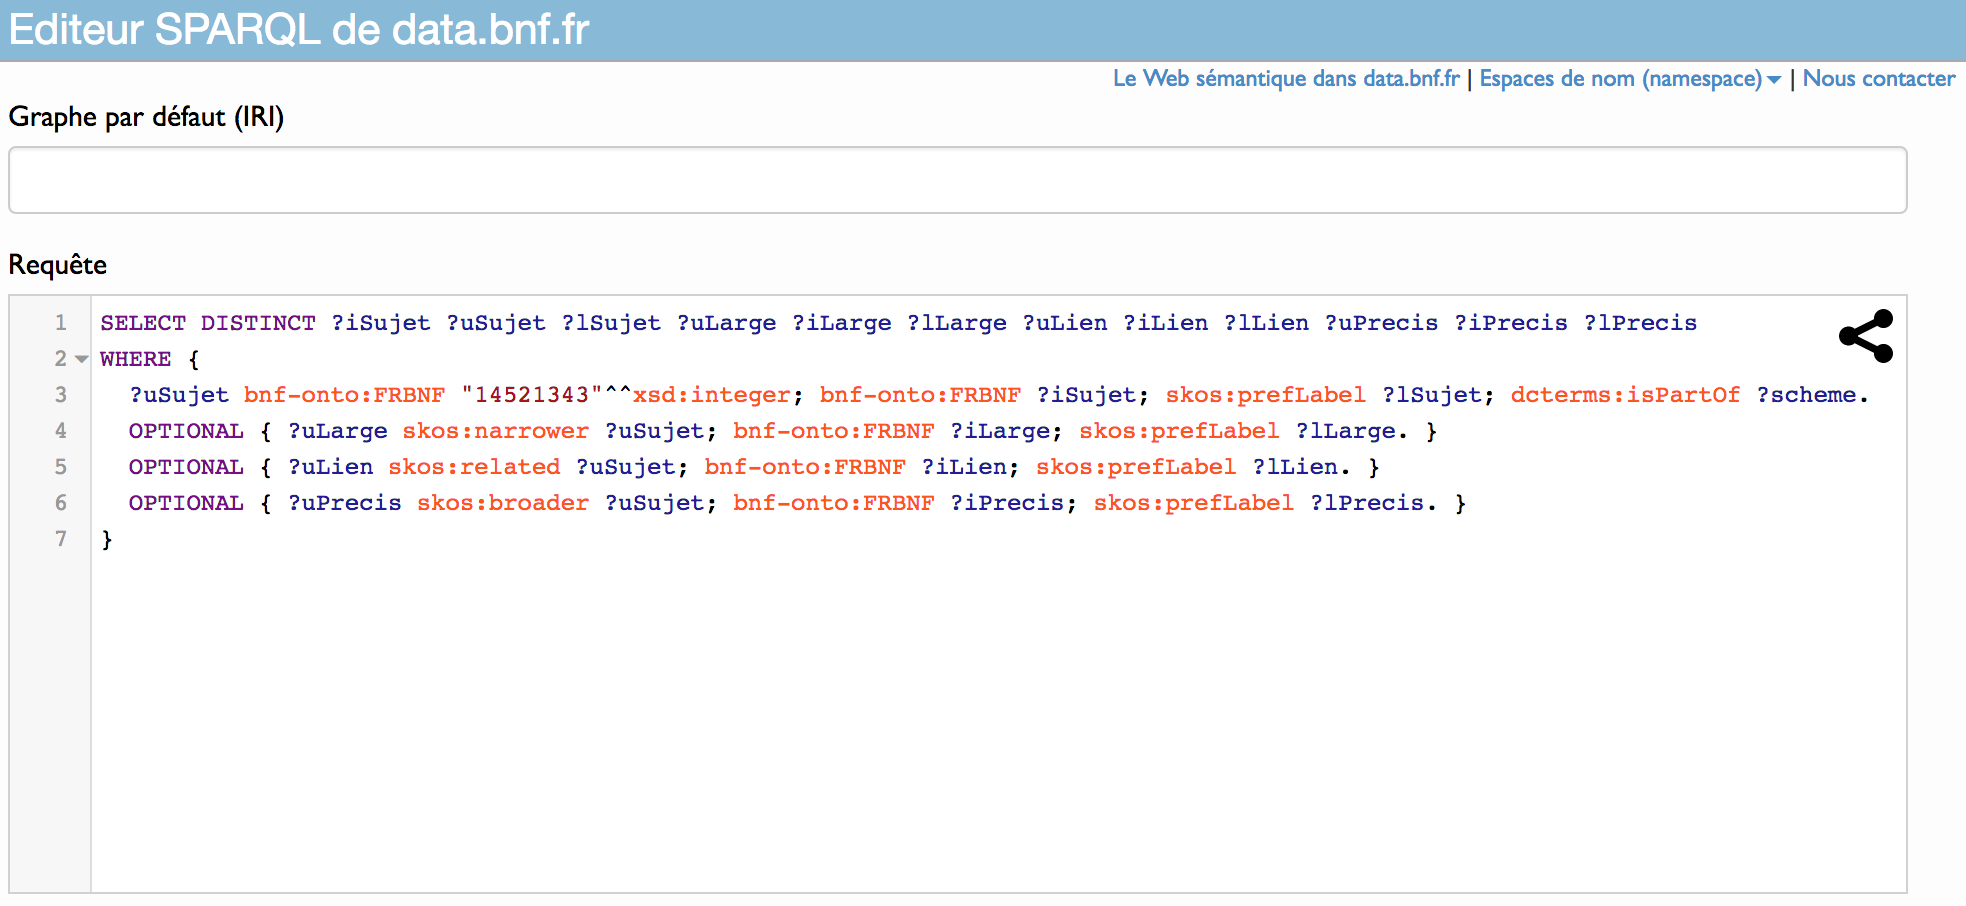 Editeur SPARQL de data.bnf.fr
Le Web sémantique dans data.bnf.fr | Espaces de nom (namespace) | Nous contacter
Graphe par défaut (IRI)
Requête
1 SELECT DISTINCT ?iSujet ?uSujet ?lSujet ?uLarge ?iLarge ?lLarge ?uLien ?iLien ?lLien ?uPrecis ?iPrecis ?lPrecis
2 WHERE {
3 ?uSujet bnf-onto:FRBNF "14521343"^^xsd:integer; bnf-onto:FRBNF ?iSujet; skos:prefLabel ?lSujet; dcterms:isPartOf ?scheme.
4 OPTIONAL { ?uLarge skos:narrower ?uSujet; bnf-onto:FRBNF ?iLarge; skos:prefLabel ?lLarge. }
5 OPTIONAL { ?uLien skos:related ?uSujet; bnf-onto:FRBNF ?iLien; skos:prefLabel ?lLien. }
6 OPTIONAL { ?uPrecis skos:broader ?uSujet; bnf-onto:FRBNF ?iPrecis; skos:prefLabel ?lPrecis. }
7 }